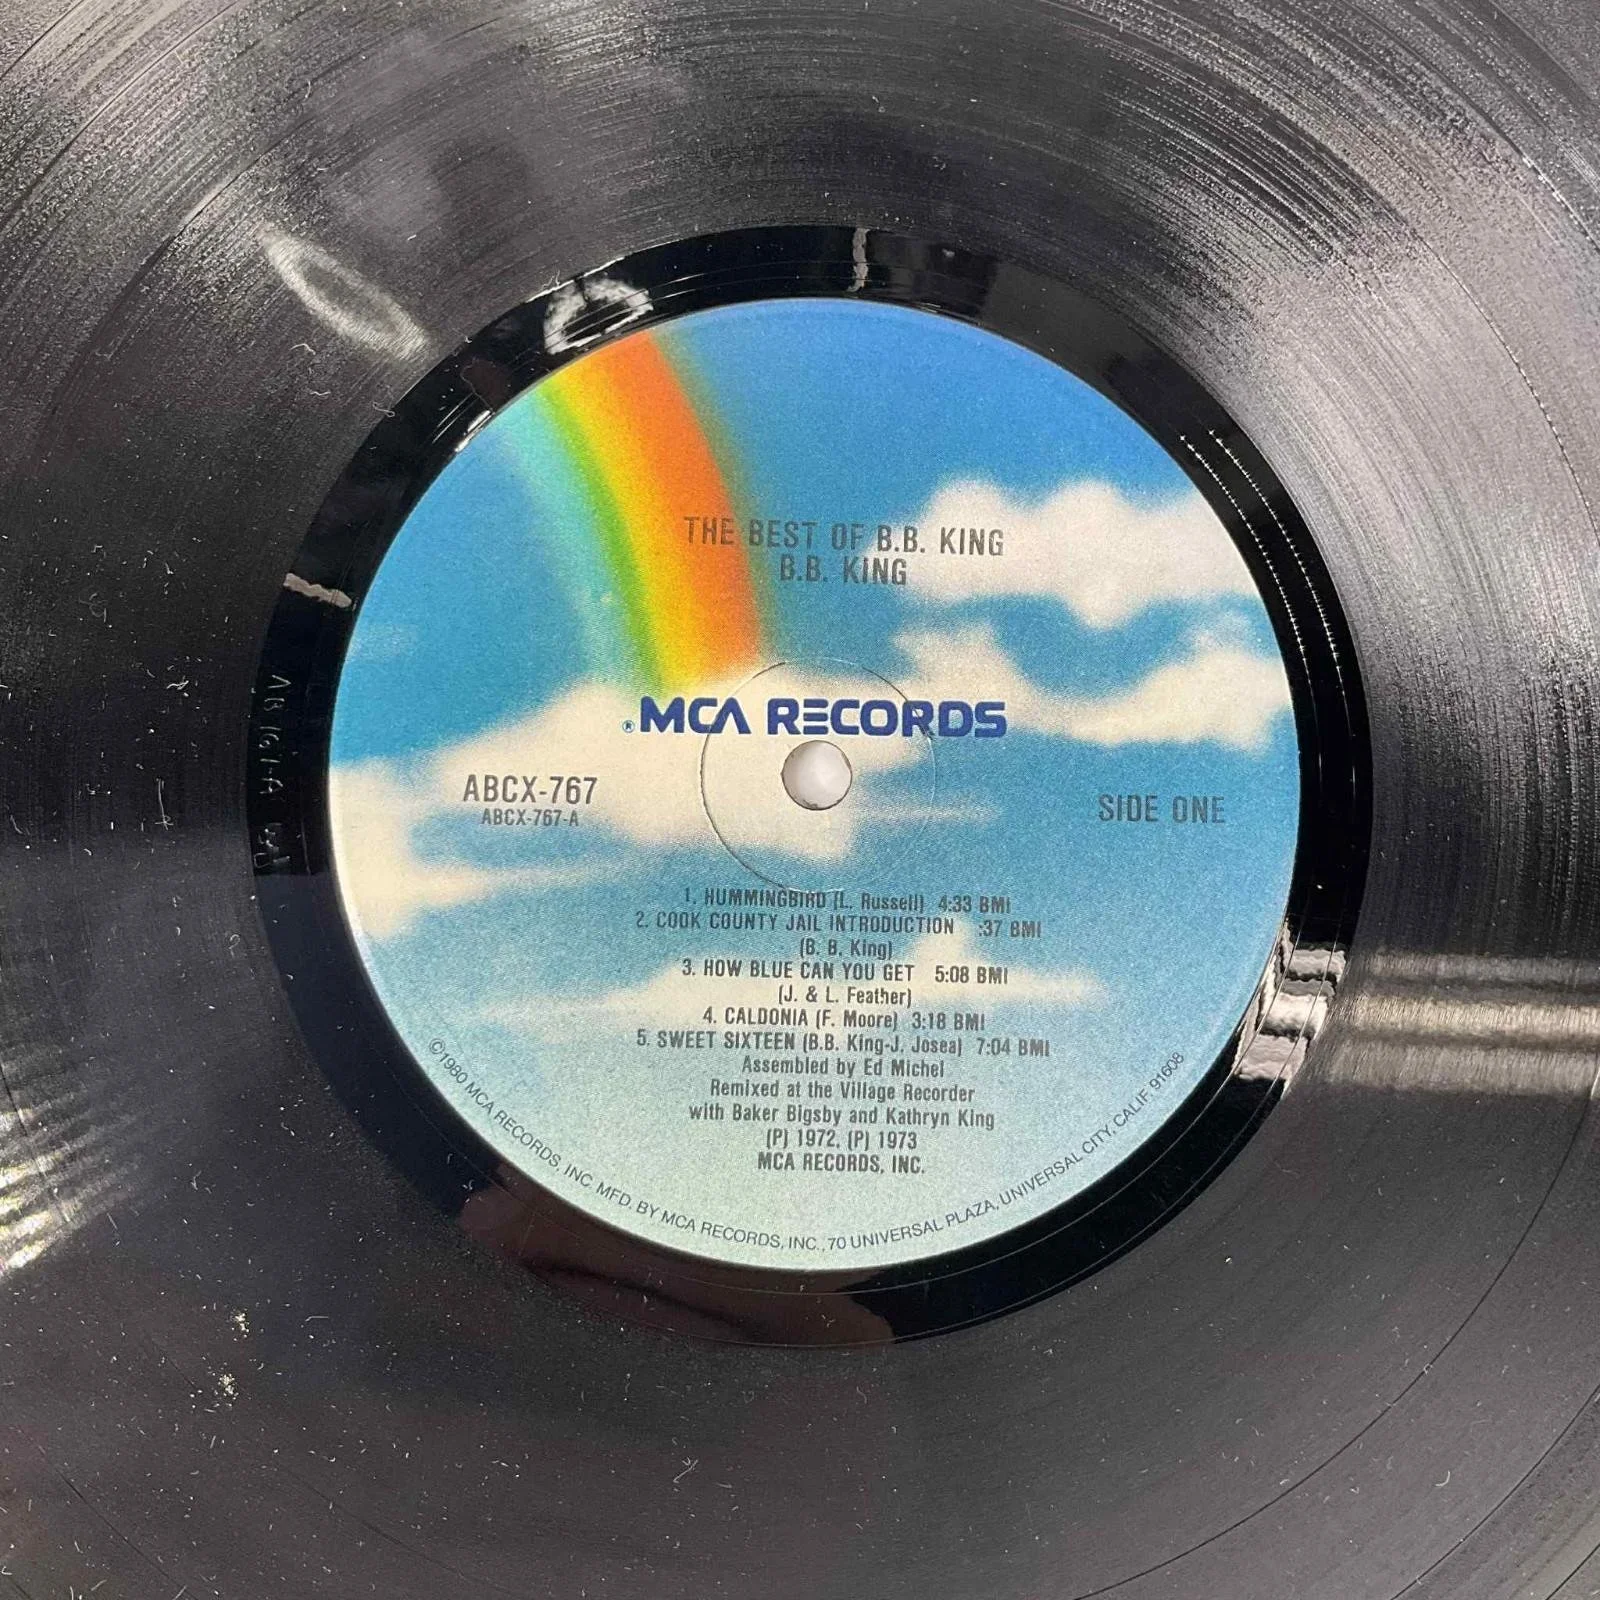 THE BEST OF B.B. KING
B.B. KING
® MCA RECORDS
ABCX-767
ABCX-767-A
SIDE ONE
1. HUMMINGBIRD (L. Russell) 4:33 BMI
2. COOK COUNTY JAIL INTRODUCTION :37 BMI
(B. B. King)
3. HOW BLUE CAN YOU GET 5:08 BMI
(J. & L. Feather)
4. CALDONIA (F. Moore) 3:18 BMI
5. SWEET SIXTEEN (B.B. King-J. Josea) 7:04 BMI
Assembled by Ed Michel
Remixed at the Village Recorder
with Baker Bigsby and Kathryn King
(P) 1972, (P) 1973
MCA RECORDS, INC.
©1980 MCA RECORDS, INC. MFD. BY MCA RECORDS, INC., 70 UNIVERSAL PLAZA, UNIVERSAL CITY, CALIF. 91608